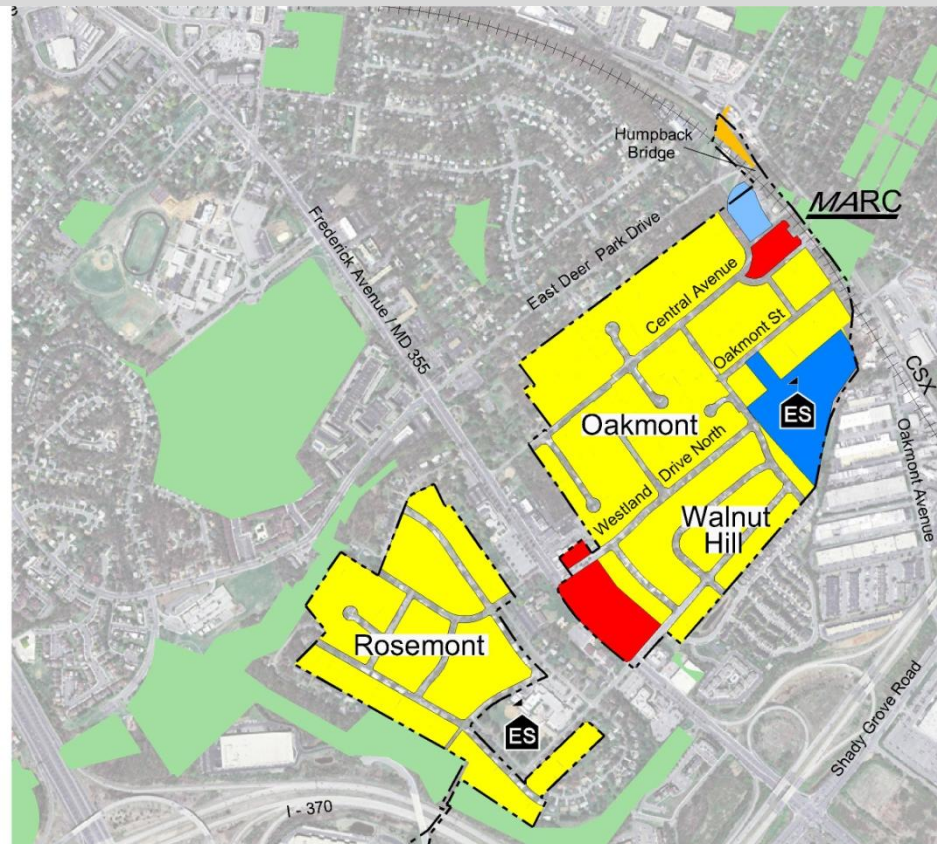 Humpback
Bridge
MARC
Frederick Avenue / MD 355
East Deer Park Drive
Central Avenue
Oakmont St
CSX
ES
Oakmont
Oakmont Avenue
Westland Drive North
Walnut
Hill
Rosemont
ES
Shady Grove Road
I - 370